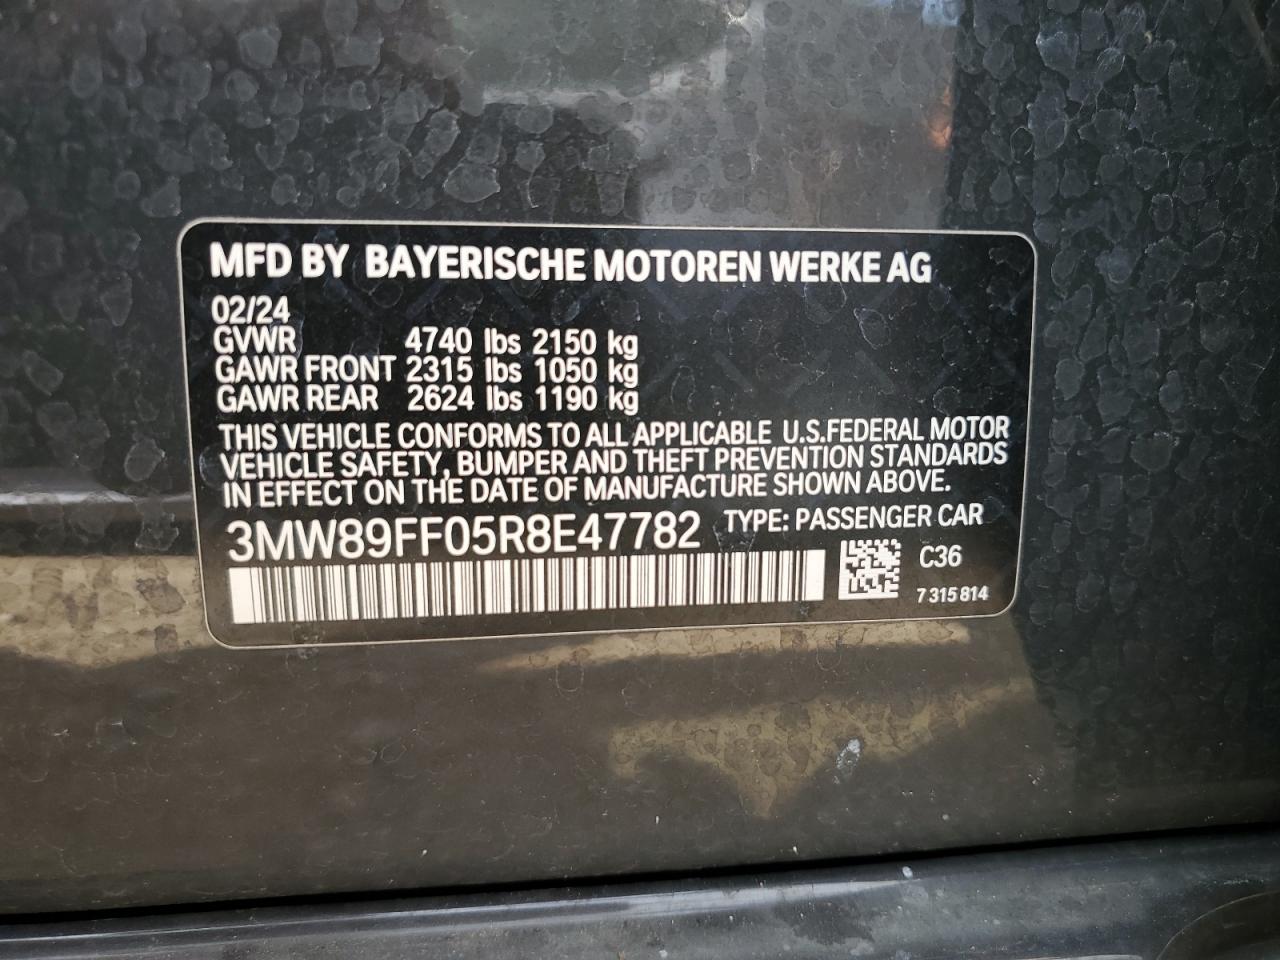 MFD BY BAYERISCHE MOTOREN WERKE AG
02/24
GVWR 4740 lbs 2150 kg
GAWR FRONT 2315 lbs 1050 kg
GAWR REAR 2624 lbs 1190 kg
THIS VEHICLE CONFORMS TO ALL APPLICABLE U.S.FEDERAL MOTOR
VEHICLE SAFETY, BUMPER AND THEFT PREVENTION STANDARDS
IN EFFECT ON THE DATE OF MANUFACTURE SHOWN ABOVE.
3MW89FF05R8E47782 TYPE: PASSENGER CAR
C36
7 315 814